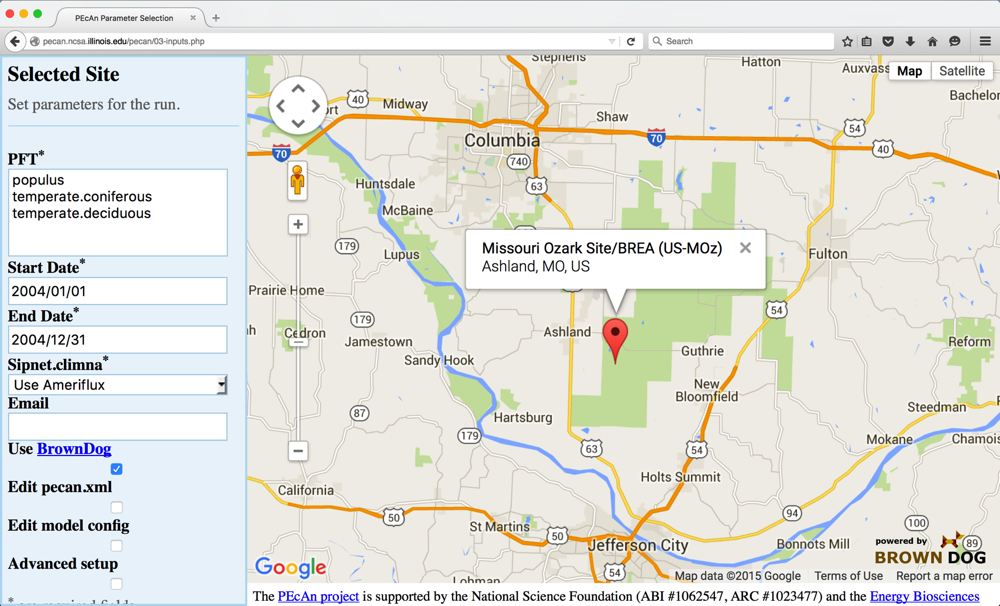 PEcAn Parameter Selection
pecan.ncsa.illinois.edu/pecan/03-inputs.php
Search
Selected Site
Set parameters for the run.
PFT*
populus
temperate.coniferous
temperate.deciduous
Start Date*
2004/01/01
End Date*
2004/12/31
Sipnet.climna*
Use Ameriflux
Email
Use BrownDog
Edit pecan.xml
Edit model config
Advanced setup
* are required fields
Stephens
Hatton
Auxvass
Map
Satellite
Bachelor
40
Midway
Shaw
54
Columbia
70
40
70
740
63
Huntsdale
McBaine
179
Lupus
Missouri Ozark Site/BREA (US-MOz)
Ashland, MO, US
Fulton
Prairie Home
54
179
Cedron
Jamestown
Ashland
Reform
Guthrie
Sandy Hook
New
Bloomfield
Steedman
87
Hartsburg
179
63
54
Mokane
Chamois
Holts Summit
California
50
94
100
St Martins
50
Jefferson City
Bonnots Mill
89
powered by
BROWN DOG
Google
54
Lohman
Map data ©2015 Google
Terms of Use
Report a map error
The PEcAn project is supported by the National Science Foundation (ABI #1062547, ARC #1023477) and the Energy Biosciences